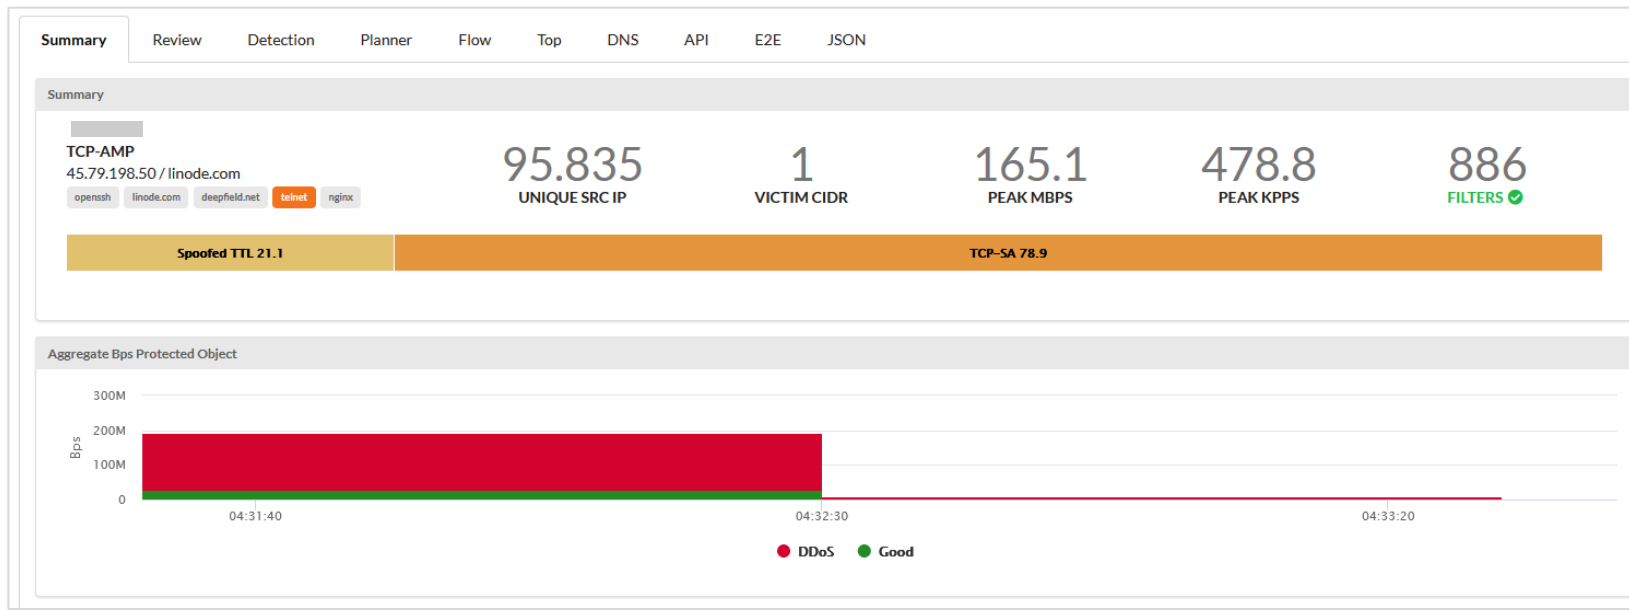 Summary Review Detection Planner Flow Top DNS API E2E JSON
Summary
TCP-AMP
45.79.198.50 / linode.com
openssh linode.com deepfield.net telnet nginx
95.835
UNIQUE SRC IP
1
VICTIM CIDR
165.1
PEAK MBPS
478.8
PEAK KPPS
886
FILTERS
Spoofed TTL 21.1 TCP-SA 78.9
Aggregate Bps Protected Object
300M
200M
100M
0
Bps
04:31:40 04:32:30 04:33:20
DDoS Good